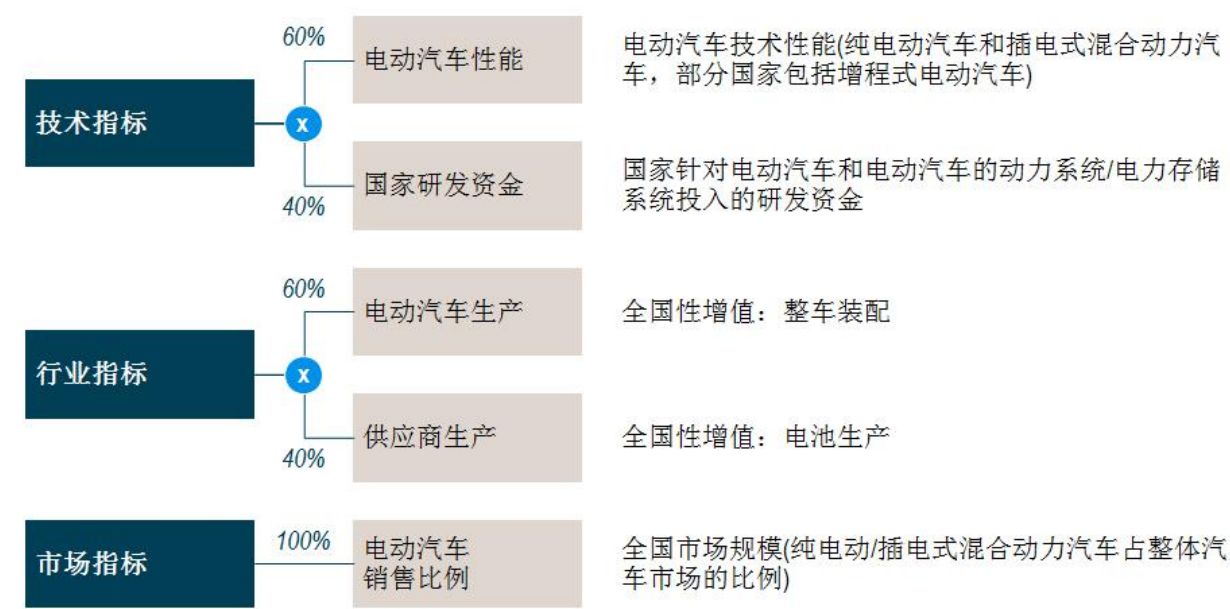 60%
电动汽车性能
电动汽车技术性能(纯电动汽车和插电式混合动力汽
车，部分国家包括增程式电动汽车)
技术指标
X
国家研发资金
国家针对电动汽车和电动汽车的动力系统/电力存储
系统投入的研发资金
40%
60%
电动汽车生产
全国性增值：整车装配
行业指标
X
供应商生产
全国性增值：电池生产
40%
市场指标
100%
电动汽车
销售比例
全国市场规模(纯电动/插电式混合动力汽车占整体汽
车市场的比例)